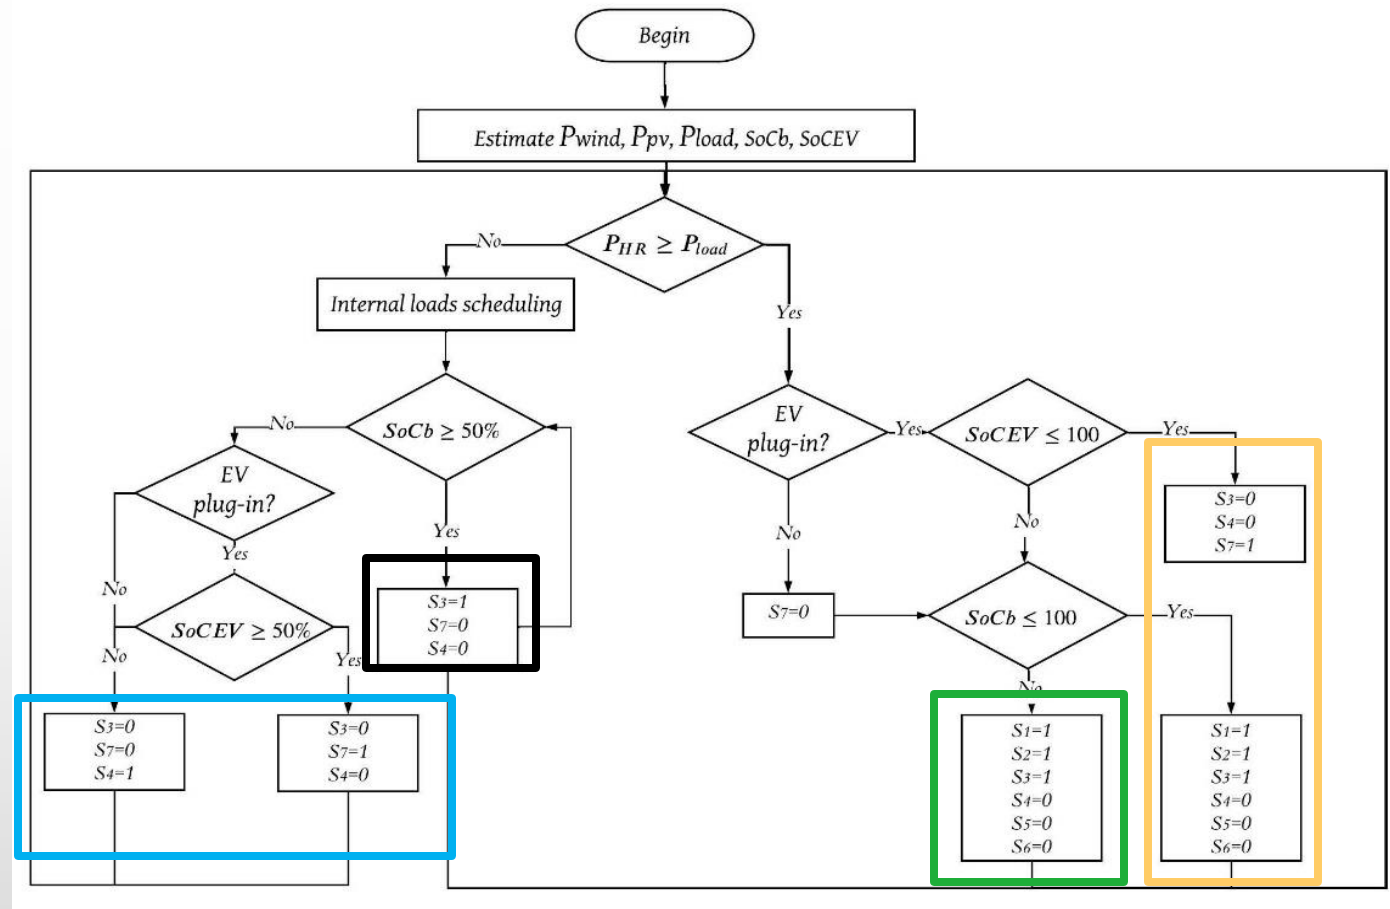 Begin
Estimate Pwind, Ppv, Pload, SoCb, SoCEV
No
PHR ≥ Pload
Internal loads scheduling
Yes
No
SoCb ≥ 50%
EV
plug-in?
Yes
SoCEV ≤ 100
Yes
EV
plug-in?
Yes
Yes
No
No
S3=0
S4=0
S7=1
No
SoCEV ≥ 50%
No
Yes
S3=1
S7=0
S4=0
S7=0
SoCb ≤ 100
Yes
No
S3=0
S7=0
S4=1
S3=0
S7=1
S4=0
S1=1
S2=1
S3=1
S4=0
S5=0
S6=0
S1=1
S2=1
S3=1
S4=0
S5=0
S6=0